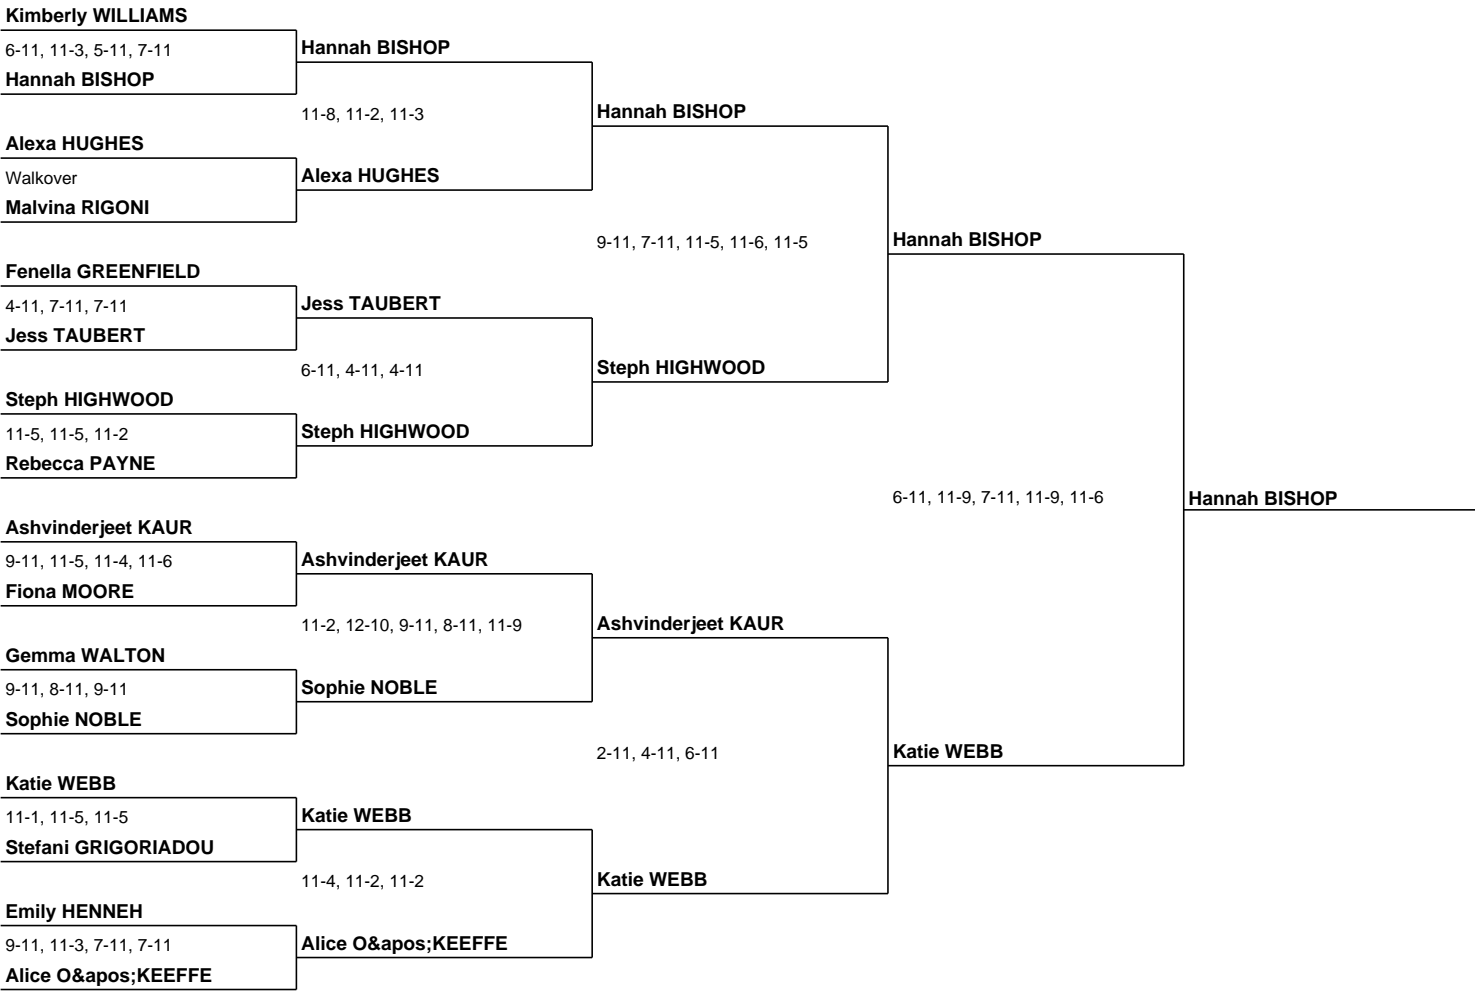 Kimberly WILLIAMS
6-11, 11-3, 5-11, 7-11
Hannah BISHOP
Hannah BISHOP
11-8, 11-2, 11-3
Hannah BISHOP
Alexa HUGHES
Walkover
Alexa HUGHES
Malvina RIGONI
9-11, 7-11, 11-5, 11-6, 11-5
Hannah BISHOP
Fenella GREENFIELD
4-11, 7-11, 7-11
Jess TAUBERT
Jess TAUBERT
6-11, 4-11, 4-11
Steph HIGHWOOD
Steph HIGHWOOD
11-5, 11-5, 11-2
Steph HIGHWOOD
Rebecca PAYNE
6-11, 11-9, 7-11, 11-9, 11-6
Hannah BISHOP
Ashvinderjeet KAUR
9-11, 11-5, 11-4, 11-6
Ashvinderjeet KAUR
Fiona MOORE
11-2, 12-10, 9-11, 8-11, 11-9
Ashvinderjeet KAUR
Gemma WALTON
9-11, 8-11, 9-11
Sophie NOBLE
Sophie NOBLE
2-11, 4-11, 6-11
Katie WEBB
Katie WEBB
11-1, 11-5, 11-5
Katie WEBB
Stefani GRIGORIADOU
11-4, 11-2, 11-2
Katie WEBB
Emily HENNEH
9-11, 11-3, 7-11, 7-11
Alice O&amp;apos;KEEFFE
Alice O&amp;apos;KEEFFE